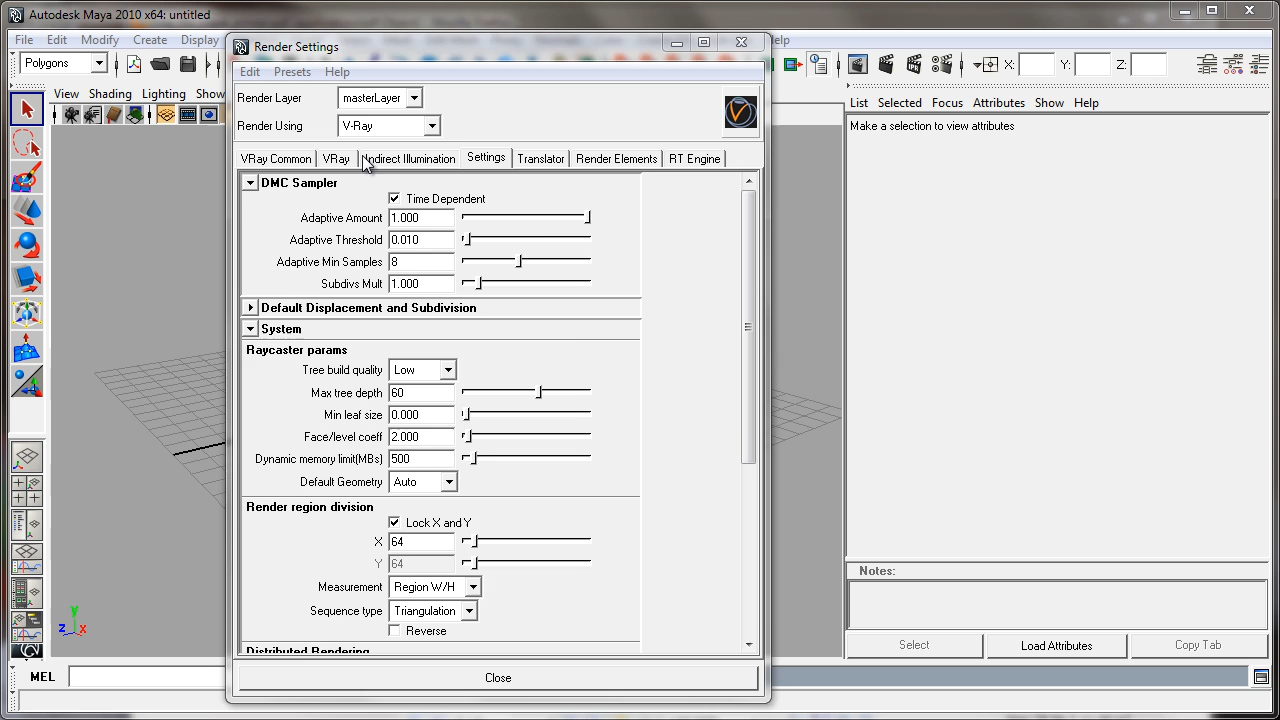 Autodesk Maya 2010 x64: untitled
File Edit Modify Create Display
Help
Polygons
X: Y: Z:
View Shading Lighting Show
Render Settings
Edit Presets Help
Render Layer masterLayer
Render Using V-Ray
VRay Common VRay Indirect Illumination Settings Translator Render Elements RT Engine
DMC Sampler
Time Dependent
Adaptive Amount 1.000
Adaptive Threshold 0.010
Adaptive Min Samples 8
Subdivs Mult 1.000
Default Displacement and Subdivision
System
Raycaster params
Tree build quality Low
Max tree depth 60
Min leaf size 0.000
Face/level coeff 2.000
Dynamic memory limit(MBs) 500
Default Geometry Auto
Render region division
Lock X and Y
X 64
Y 64
Measurement Region W/H
Sequence type Triangulation
Reverse
Distributed Rendering
Close
List Selected Focus Attributes Show Help
Make a selection to view attributes
Notes:
Select Load Attributes Copy Tab
y
z x
IPR
MEL